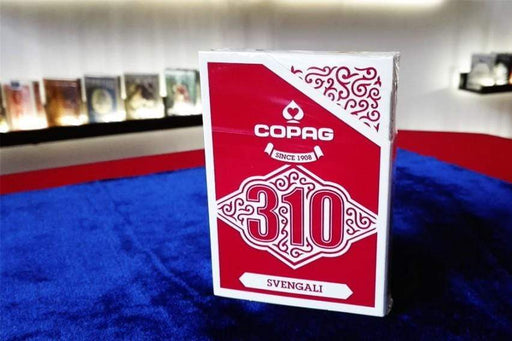 COPAG
SINCE 1908
310
SVENGALI